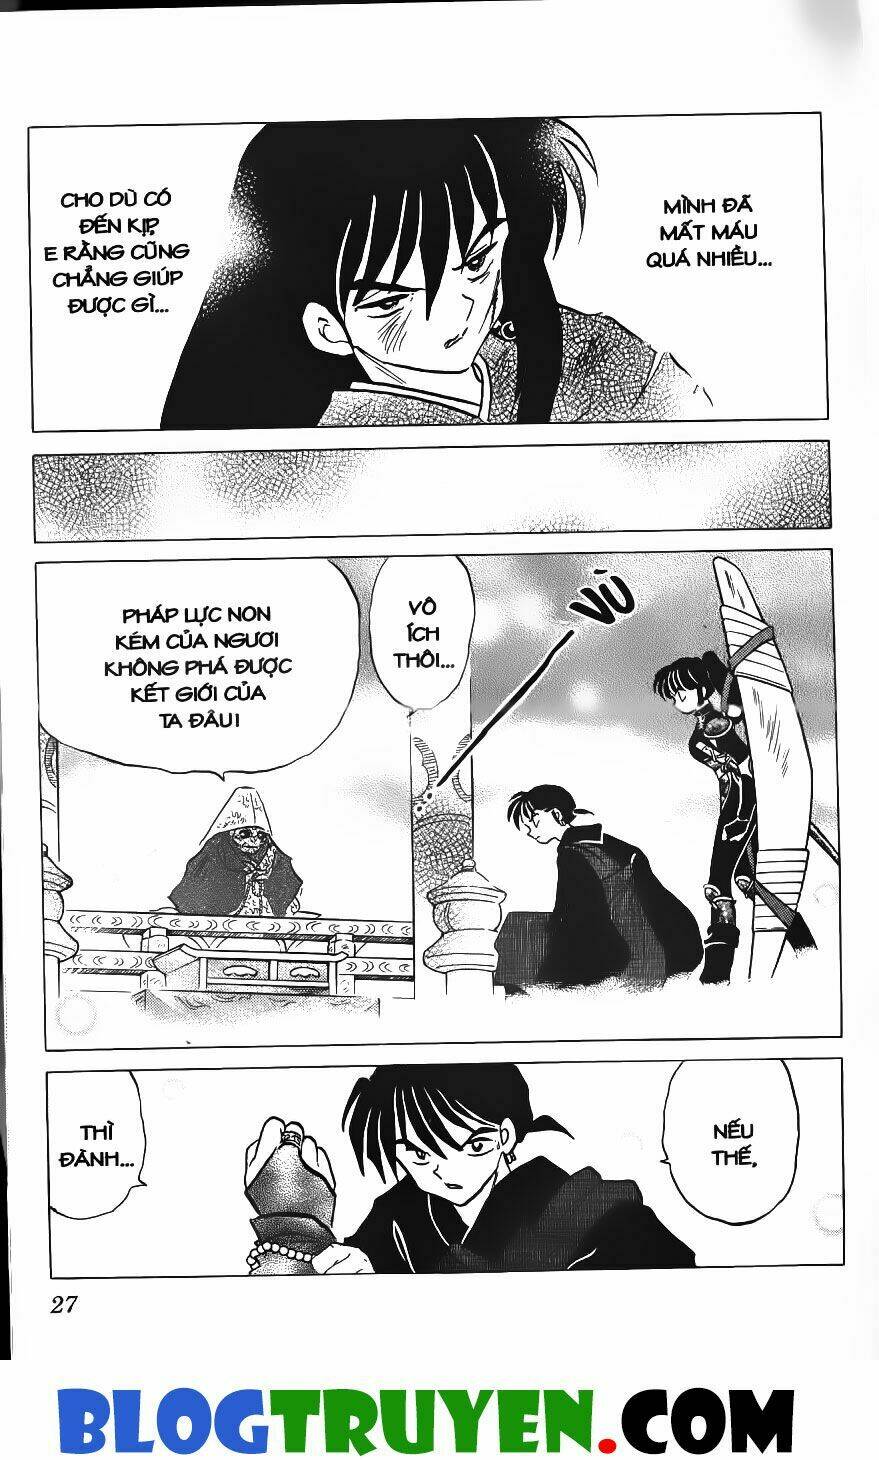 MÌNH ĐÃ
MẤT MÁU
QUÁ NHIỀU...
CHO DÙ CÓ
ĐẾN KỊP,
E RẰNG CŨNG
CHẲNG GIÚP
ĐƯỢC GÌ...
VÙ
VÔ
ÍCH
THÔI...
PHÁP LỰC NON
KÉM CỦA NGƯƠI
KHÔNG PHÁ ĐƯỢC
KẾT GIỚI CỦA
TA ĐÂU!
NẾU
THẾ,
THÌ
ĐÀNH...
27
BLOGTRUYEN.COM